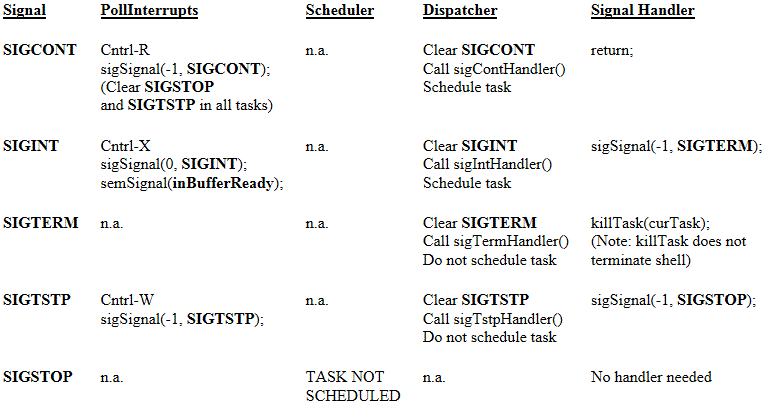 Signal PollInterrupts Scheduler Dispatcher Signal Handler
SIGCONT Cntrl-R n.a. Clear SIGCONT return;
sigSignal(-1, SIGCONT); Call sigContHandler()
(Clear SIGSTOP Schedule task
and SIGTSTP in all tasks)
SIGINT Cntrl-X n.a. Clear SIGINT sigSignal(-1, SIGTERM);
sigSignal(0, SIGINT); Call sigIntHandler()
semSignal(inBufferReady); Schedule task
SIGTERM n.a. n.a. Clear SIGTERM killTask(curTask);
Call sigTermHandler() (Note: killTask does not
Do not schedule task terminate shell)
SIGTSTP Cntrl-W n.a. Clear SIGTSTP sigSignal(-1, SIGSTOP);
sigSignal(-1, SIGTSTP); Call sigTstpHandler()
Do not schedule task
SIGSTOP n.a. TASK NOT n.a. No handler needed
SCHEDULED